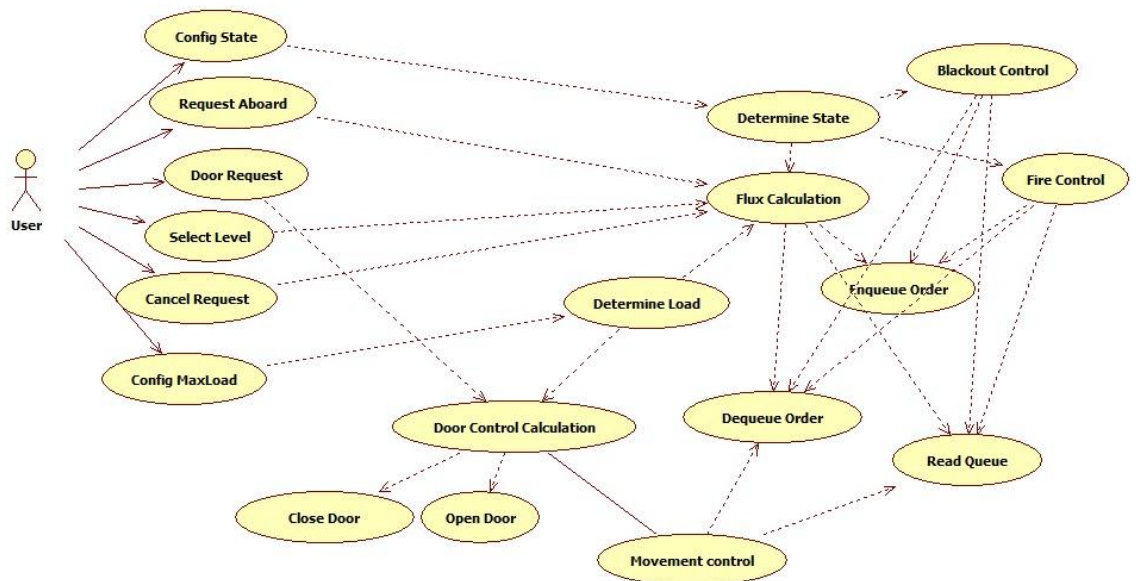 Config State
Blackout Control
Request Aboard
Determine State
Door Request
Fire Control
Flux Calculation
User
Select Level
Cancel Request
Determine Load
Enqueue Order
Config MaxLoad
Dequeue Order
Door Control Calculation
Read Queue
Close Door
Open Door
Movement control